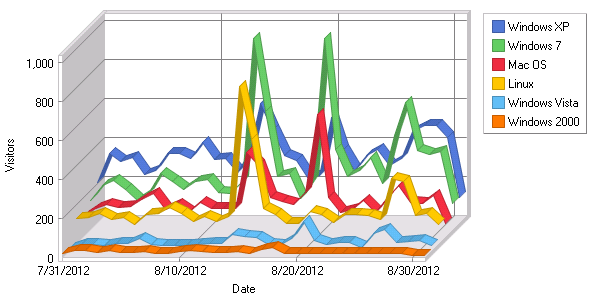 Windows XP
Windows 7
Mac OS
Linux
Windows Vista
Windows 2000
1,000
800
600
400
200
0
Visitors
7/31/2012
8/10/2012
8/20/2012
8/30/2012
Date